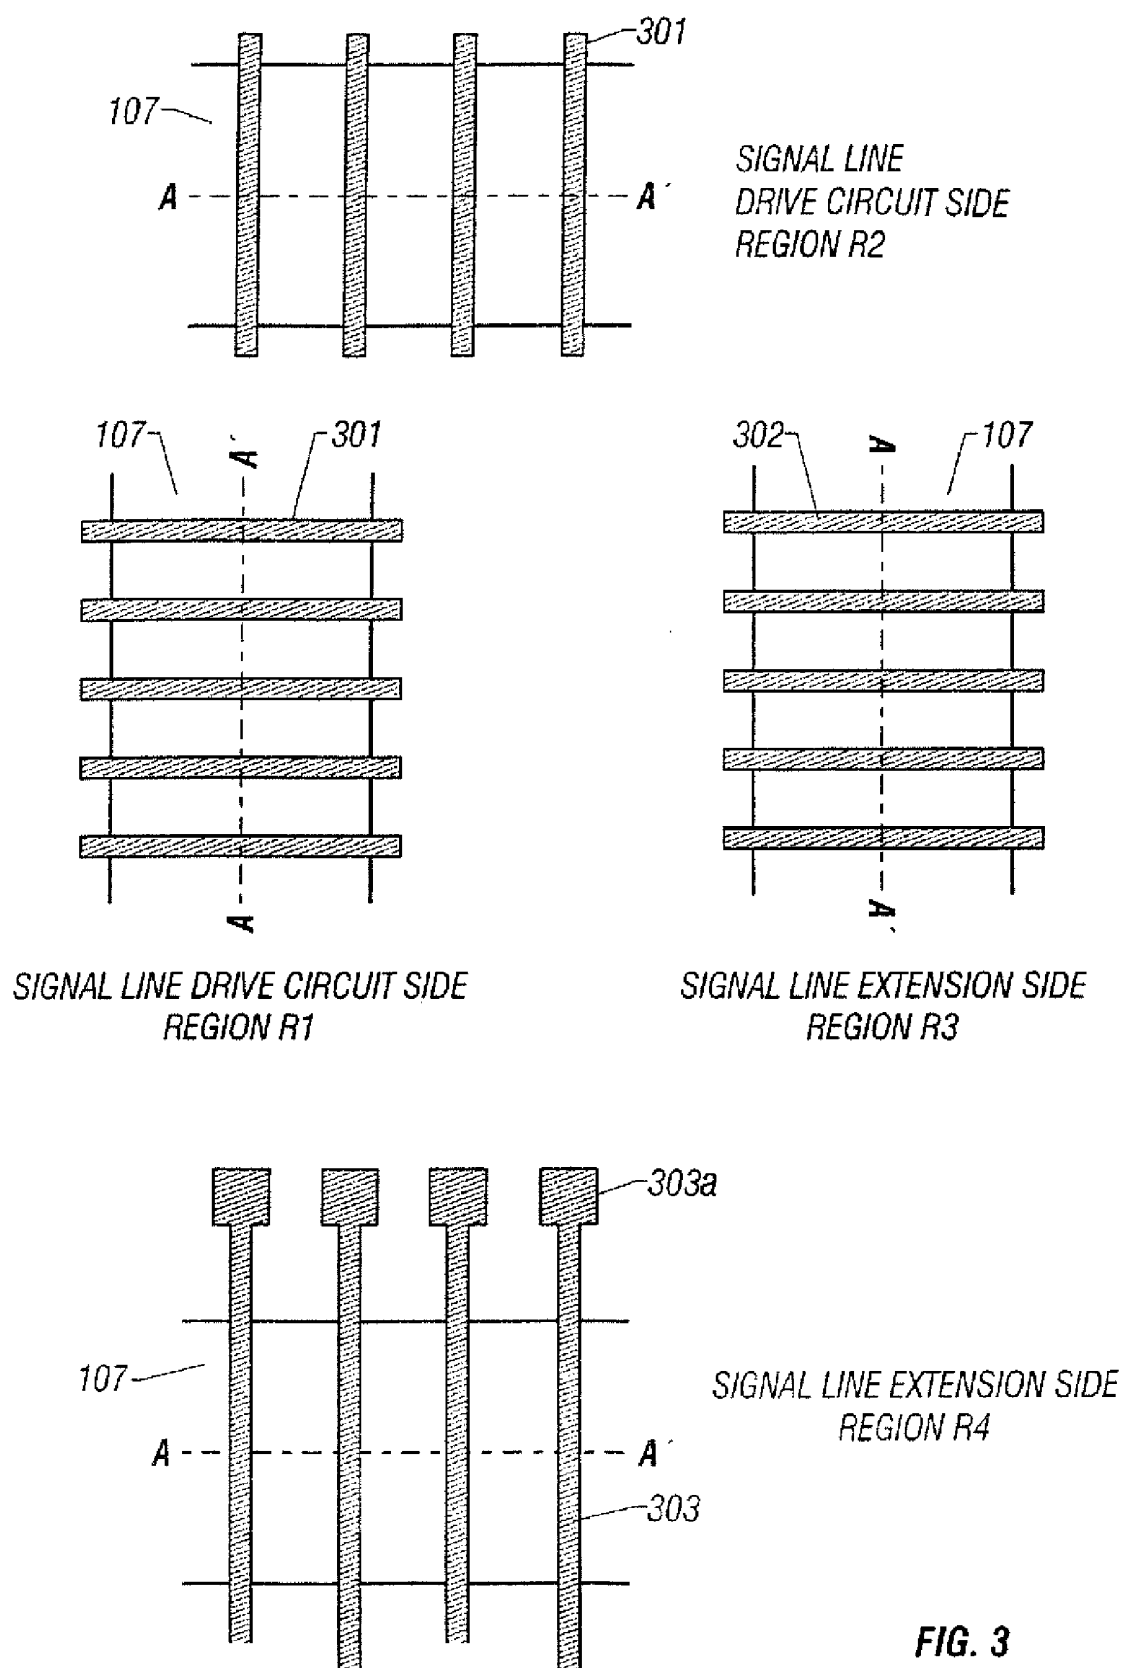 301
107
A
A´
SIGNAL LINE
DRIVE CIRCUIT SIDE
REGION R2
107
A´
301
A
SIGNAL LINE DRIVE CIRCUIT SIDE
REGION R1
302
A
107
A´
SIGNAL LINE EXTENSION SIDE
REGION R3
303a
107
A
A´
303
SIGNAL LINE EXTENSION SIDE
REGION R4
FIG. 3